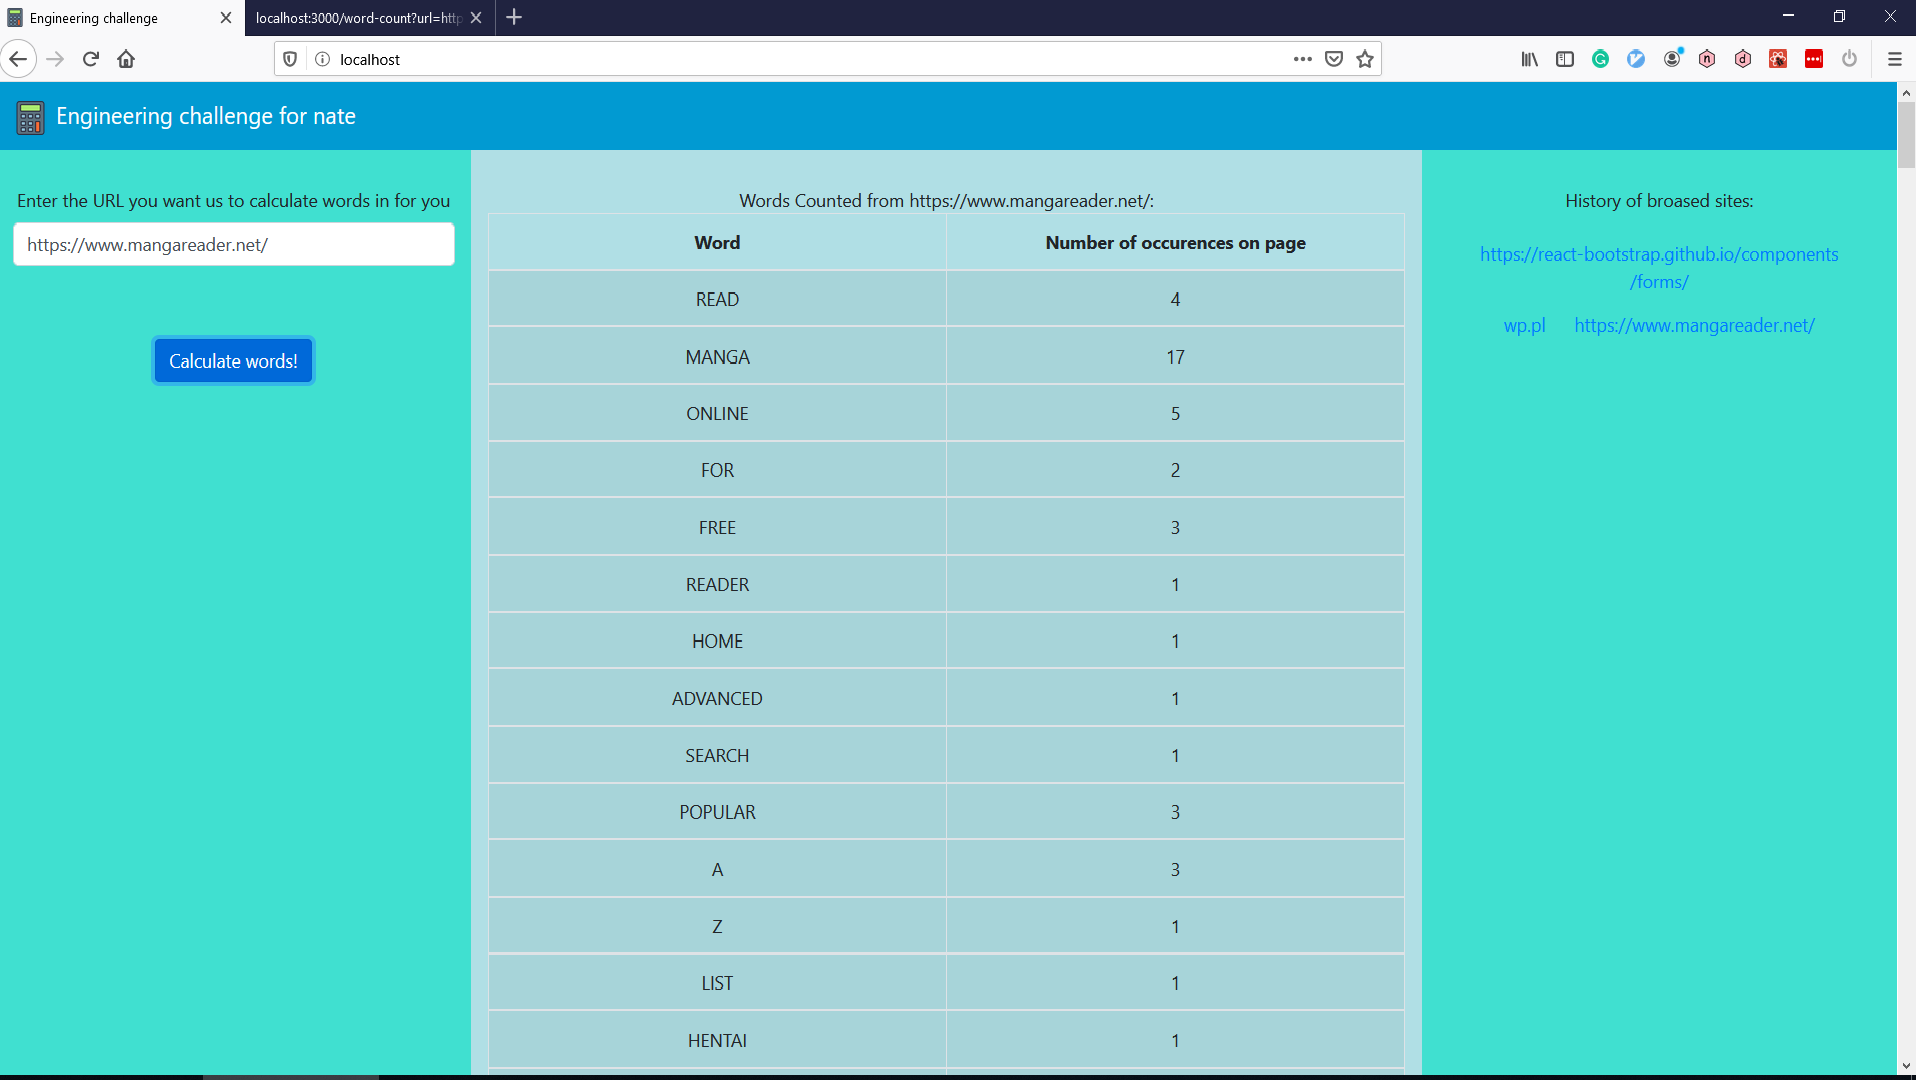 Engineering challenge
localhost:3000/word-count?url=http
localhost
Engineering challenge for nate
Enter the URL you want us to calculate words in for you
https://www.mangareader.net/
Calculate words!
Words Counted from https://www.mangareader.net/:
Word Number of occurences on page
READ 4
MANGA 17
ONLINE 5
FOR 2
FREE 3
READER 1
HOME 1
ADVANCED 1
SEARCH 1
POPULAR 3
A 3
Z 1
LIST 1
HENTAI 1
History of broased sites:
https://react-bootstrap.github.io/components
/forms/
wp.pl https://www.mangareader.net/